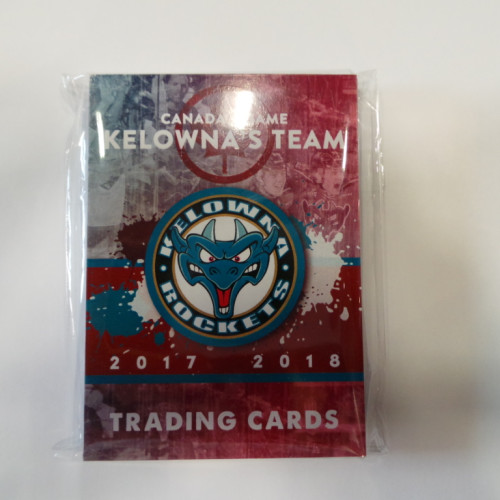 CANADA'S GAME
KELOWNA'S TEAM
KELOWNA
ROCKETS
2017 2018
TRADING CARDS